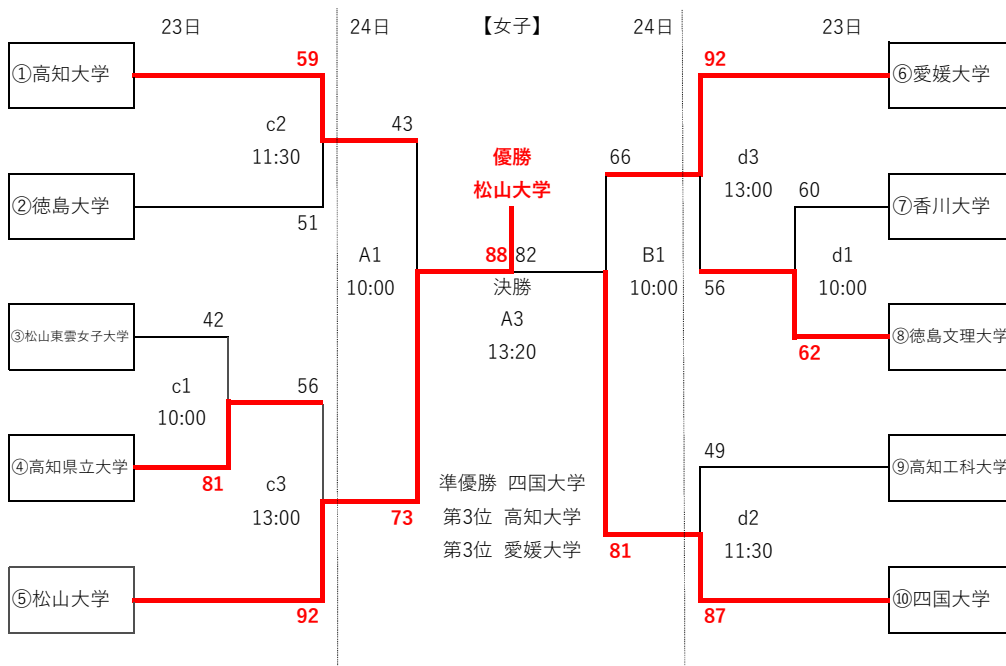 23日
24日
【女子】
24日
23日
①高知大学
59
c2
11:30
②徳島大学
51
43
③松山東雲女子大学
42
c1
10:00
④高知県立大学
81
56
c3
13:00
⑤松山大学
92
A1
10:00
73
優勝
松山大学
88 82
決勝
A3
13:20
準優勝 四国大学
第3位 高知大学
第3位 愛媛大学
66
B1
10:00
81
92
⑥愛媛大学
d3
13:00
60
⑦香川大学
d1
10:00
56
⑧徳島文理大学
62
49
⑨高知工科大学
d2
11:30
87
⑩四国大学